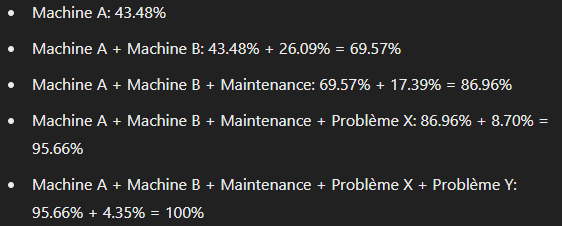 Machine A: 43.48%
Machine A + Machine B: 43.48% + 26.09% = 69.57%
Machine A + Machine B + Maintenance: 69.57% + 17.39% = 86.96%
Machine A + Machine B + Maintenance + Problème X: 86.96% + 8.70% =
95.66%
Machine A + Machine B + Maintenance + Problème X + Problème Y:
95.66% + 4.35% = 100%